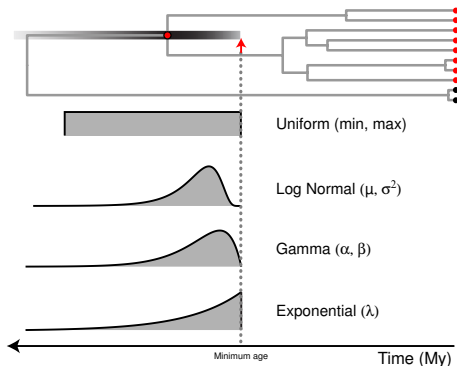 Uniform (min, max)
Log Normal (μ, σ²)
Gamma (α, β)
Exponential (λ)
Minimum age
Time (My)